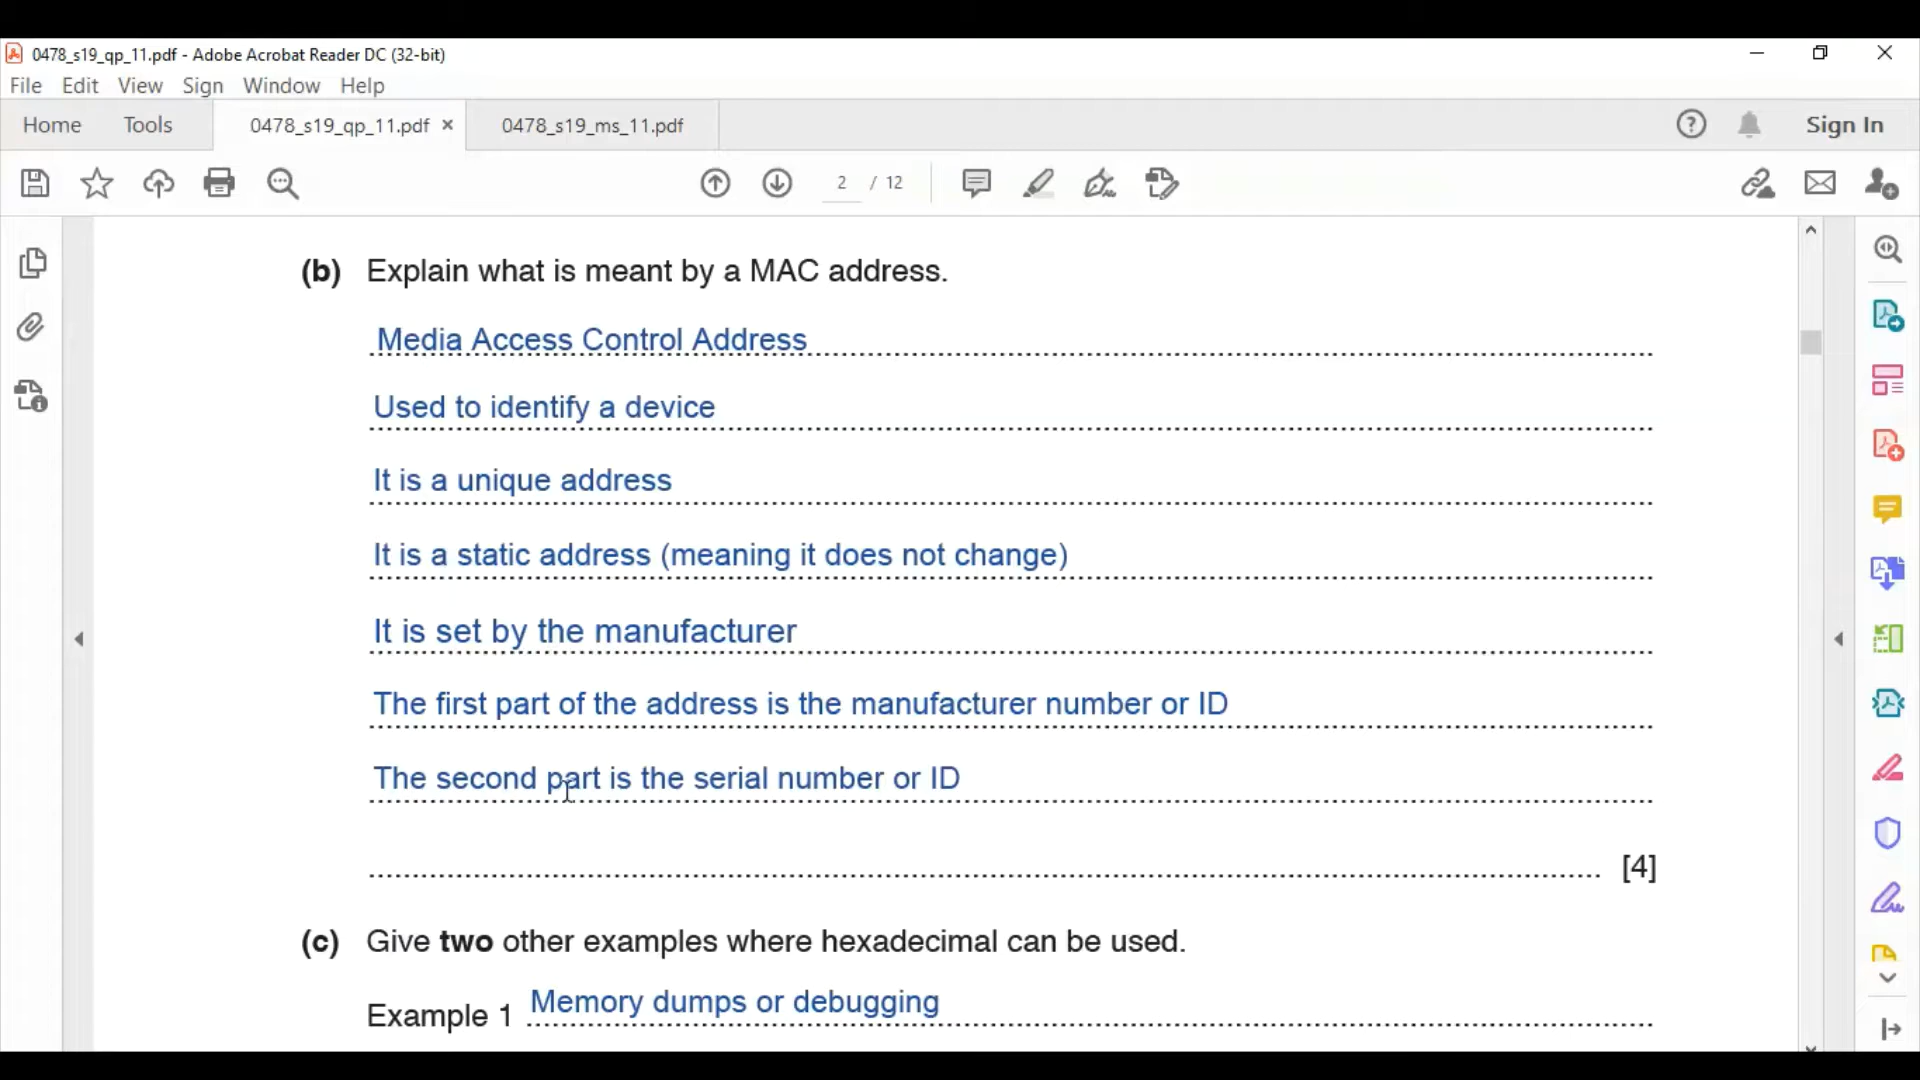 0478_s19_qp_11.pdf - Adobe Acrobat Reader DC (32-bit)
File Edit View Sign Window Help
Home Tools 0478_s19_qp_11.pdf × 0478_s19_ms_11.pdf Sign In
2 / 12
(b) Explain what is meant by a MAC address.
Media Access Control Address
Used to identify a device
It is a unique address
It is a static address (meaning it does not change)
It is set by the manufacturer
The first part of the address is the manufacturer number or ID
The second part is the serial number or ID
[4]
(c) Give two other examples where hexadecimal can be used.
Example 1 Memory dumps or debugging